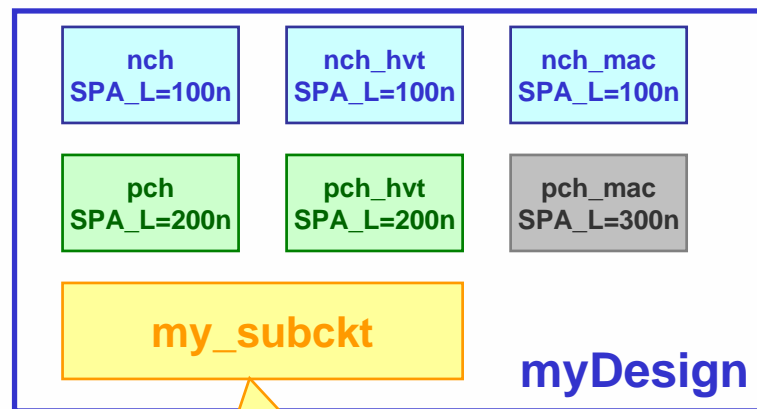 nch
SPA_L=100n
nch_hvt
SPA_L=100n
nch_mac
SPA_L=100n
pch
SPA_L=200n
pch_hvt
SPA_L=200n
pch_mac
SPA_L=300n
my_subckt
myDesign